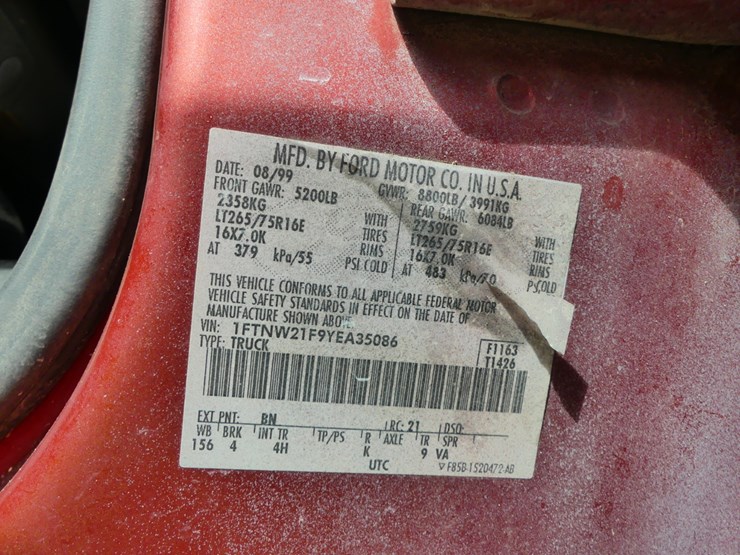 MFD. BY FORD MOTOR CO. IN U.S.A.
DATE: 08/99 GVWR: 8800LB/3991KG
FRONT GAWR: 5200LB REAR GAWR: 6084LB
2358KG WITH 2759KG WITH
LT265/75R16E TIRES LT265/75R16E TIRES
16X7.0K RIMS 16X7.0K RIMS
AT 379 kPa/55 PSI COLD AT 483 kPa/70 PSI COLD
THIS VEHICLE CONFORMS TO ALL APPLICABLE FEDERAL MOTOR
VEHICLE SAFETY STANDARDS IN EFFECT ON THE DATE OF
MANUFACTURE SHOWN ABOVE.
VIN: 1FTNW21F9YEA35086 F1163
TYPE: TRUCK T1426
EXT PNT: BN RC: 21 DSO:
WB BRK INT TR TP/PS R AXLE TR SPR
156 4 4H K 9 VA
UTC ▽ F85B-1520472-AB